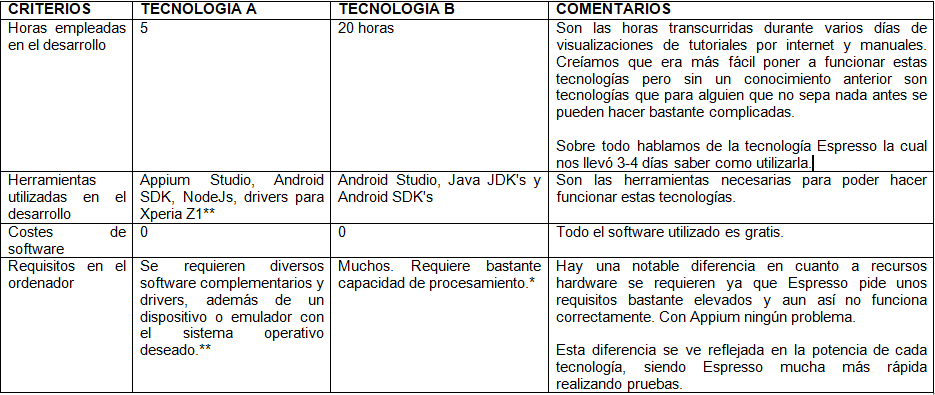 CRITERIOS
TECNOLOGIA A
TECNOLOGIA B
COMENTARIOS
Horas empleadas
en el desarrollo
5
20 horas
Son las horas transcurridas durante varios días de
visualizaciones de tutoriales por internet y manuales.
Creíamos que era más fácil poner a funcionar estas
tecnologías pero sin un conocimiento anterior son
tecnologías que para alguien que no sepa nada antes se
pueden hacer bastante complicadas.
Sobre todo hablamos de la tecnología Espresso la cual
nos llevó 3-4 días saber como utilizarla.
Herramientas
utilizadas en el
desarrollo
Appium Studio, Android
SDK, NodeJs, drivers para
Xperia Z1**
Android Studio, Java JDK's y
Android SDK's
Son las herramientas necesarias para poder hacer
funcionar estas tecnologías.
Costes de
software
0
0
Todo el software utilizado es gratis.
Requisitos en el
ordenador
Se requieren diversos
software complementarios y
drivers, además de un
dispositivo o emulador con
el sistema operativo
deseado.**
Muchos. Requiere bastante
capacidad de procesamiento.*
Hay una notable diferencia en cuanto a recursos
hardware se requieren ya que Espresso pide unos
requisitos bastante elevados y aun así no funciona
correctamente. Con Appium ningún problema.
Esta diferencia se ve reflejada en la potencia de cada
tecnología, siendo Espresso mucha más rápida
realizando pruebas.